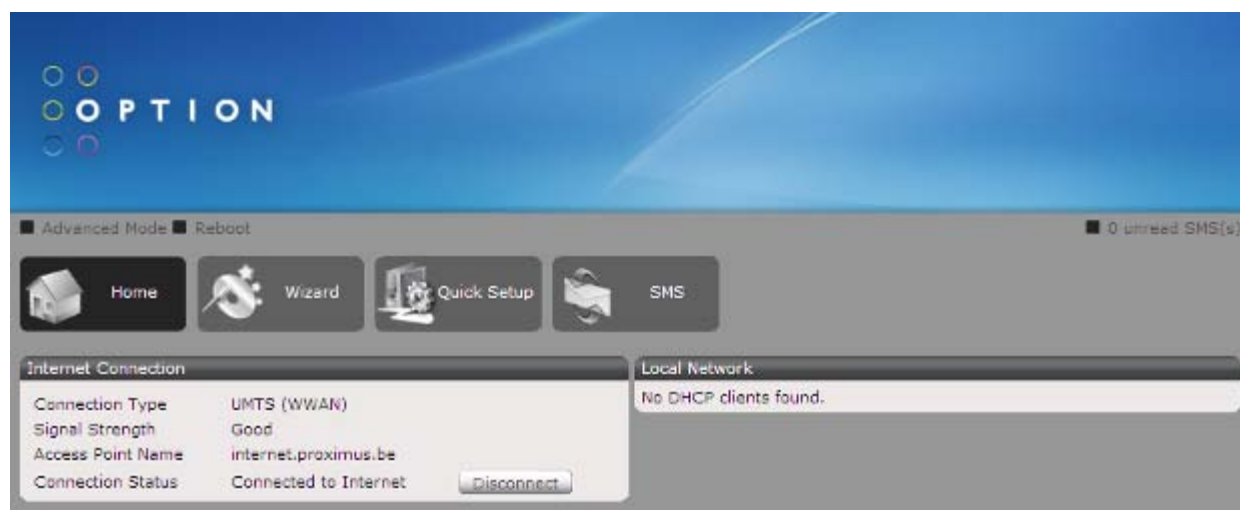 OPTION
Advanced Mode Reboot 0 unread SMS(s)
Home Wizard Quick Setup SMS
Internet Connection
Connection Type UMTS (WWAN)
Signal Strength Good
Access Point Name internet.proximus.be
Connection Status Connected to Internet Disconnect
Local Network
No DHCP clients found.